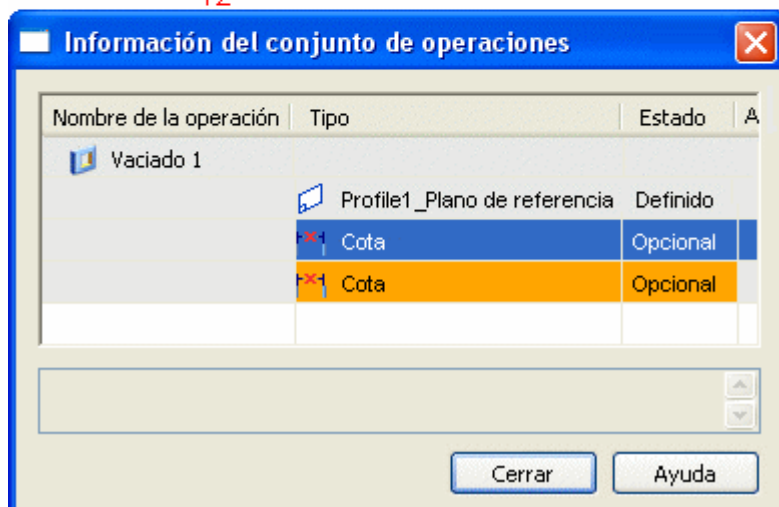 12
Información del conjunto de operaciones
Nombre de la operación Tipo Estado A
Vaciado 1
Profile1_Plano de referencia Definido
Cota Opcional
Cota Opcional
Cerrar Ayuda